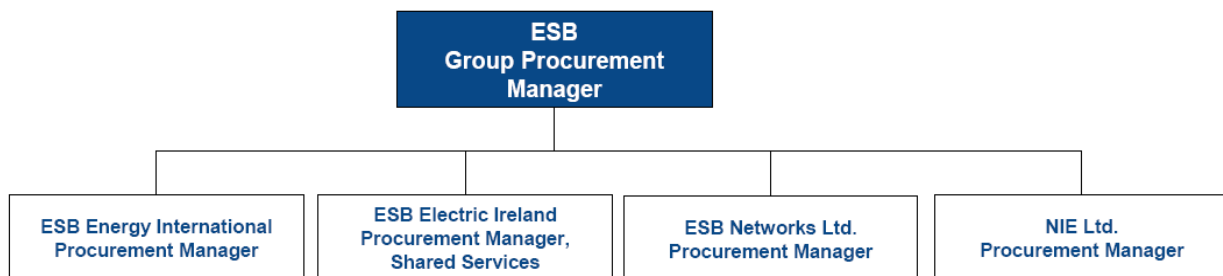 ESB
Group Procurement
Manager
ESB Energy International
Procurement Manager
ESB Electric Ireland
Procurement Manager,
Shared Services
ESB Networks Ltd.
Procurement Manager
NIE Ltd.
Procurement Manager